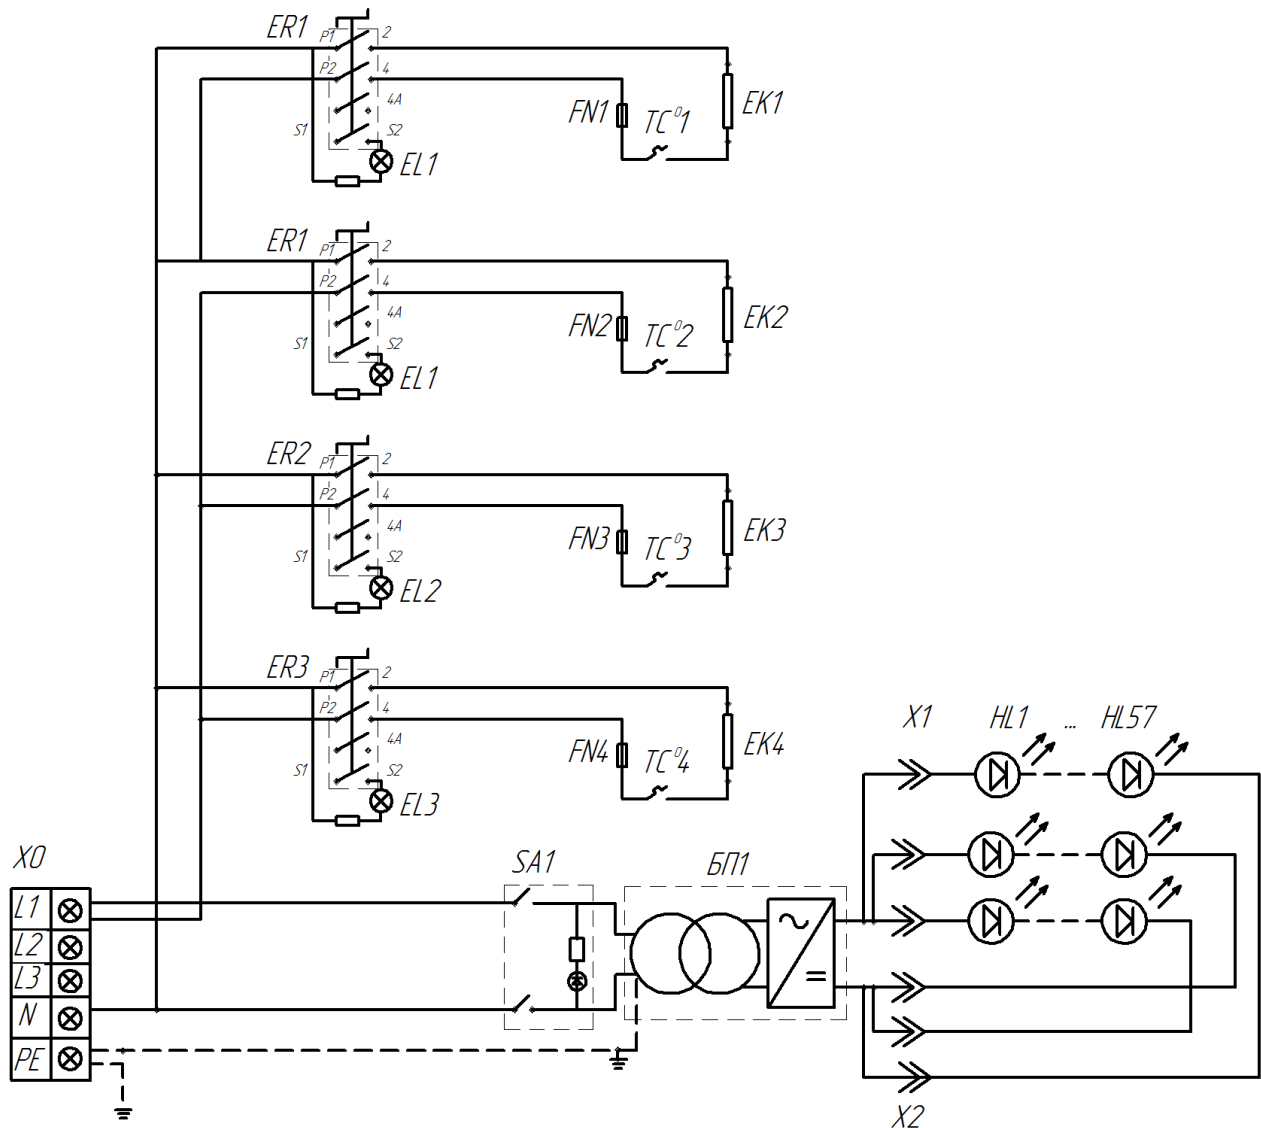 ER1
P1
2
P2
4
4A
S1
S2
EL1
FN1
TC°1
EK1
ER1
P1
2
P2
4
4A
S1
S2
EL1
FN2
TC°2
EK2
ER2
P1
2
P2
4
4A
S1
S2
EL2
FN3
TC°3
EK3
ER3
P1
2
P2
4
4A
S1
S2
EL3
FN4
TC°4
EK4
X0
L1
L2
L3
N
PE
SA1
БП1
X1
HL1 ... HL57
X2